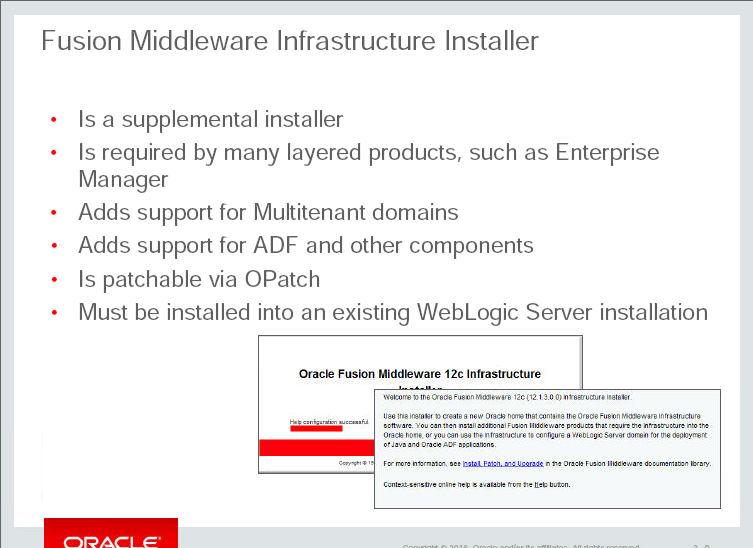 Fusion Middleware Infrastructure Installer
• Is a supplemental installer
• Is required by many layered products, such as Enterprise
Manager
• Adds support for Multitenant domains
• Adds support for ADF and other components
• Is patchable via OPatch
• Must be installed into an existing WebLogic Server installation
Oracle Fusion Middleware 12c Infrastructure
Help configuration successful.
Copyright ©
Welcome to the Oracle Fusion Middleware 12c (12.1.3.0.0) Infrastructure Installer.
Use this installer to create a new Oracle home that contains the Oracle Fusion Middleware Infrastructure
software. You can then install additional Fusion Middleware products that require the Infrastructure into the
Oracle home, or you can use the Infrastructure to configure a WebLogic Server domain for the deployment
of Java and Oracle ADF applications.
For more information, see Install, Patch, and Upgrade in the Oracle Fusion Middleware documentation library.
Context-sensitive online help is available from the Help button.
ORACLE